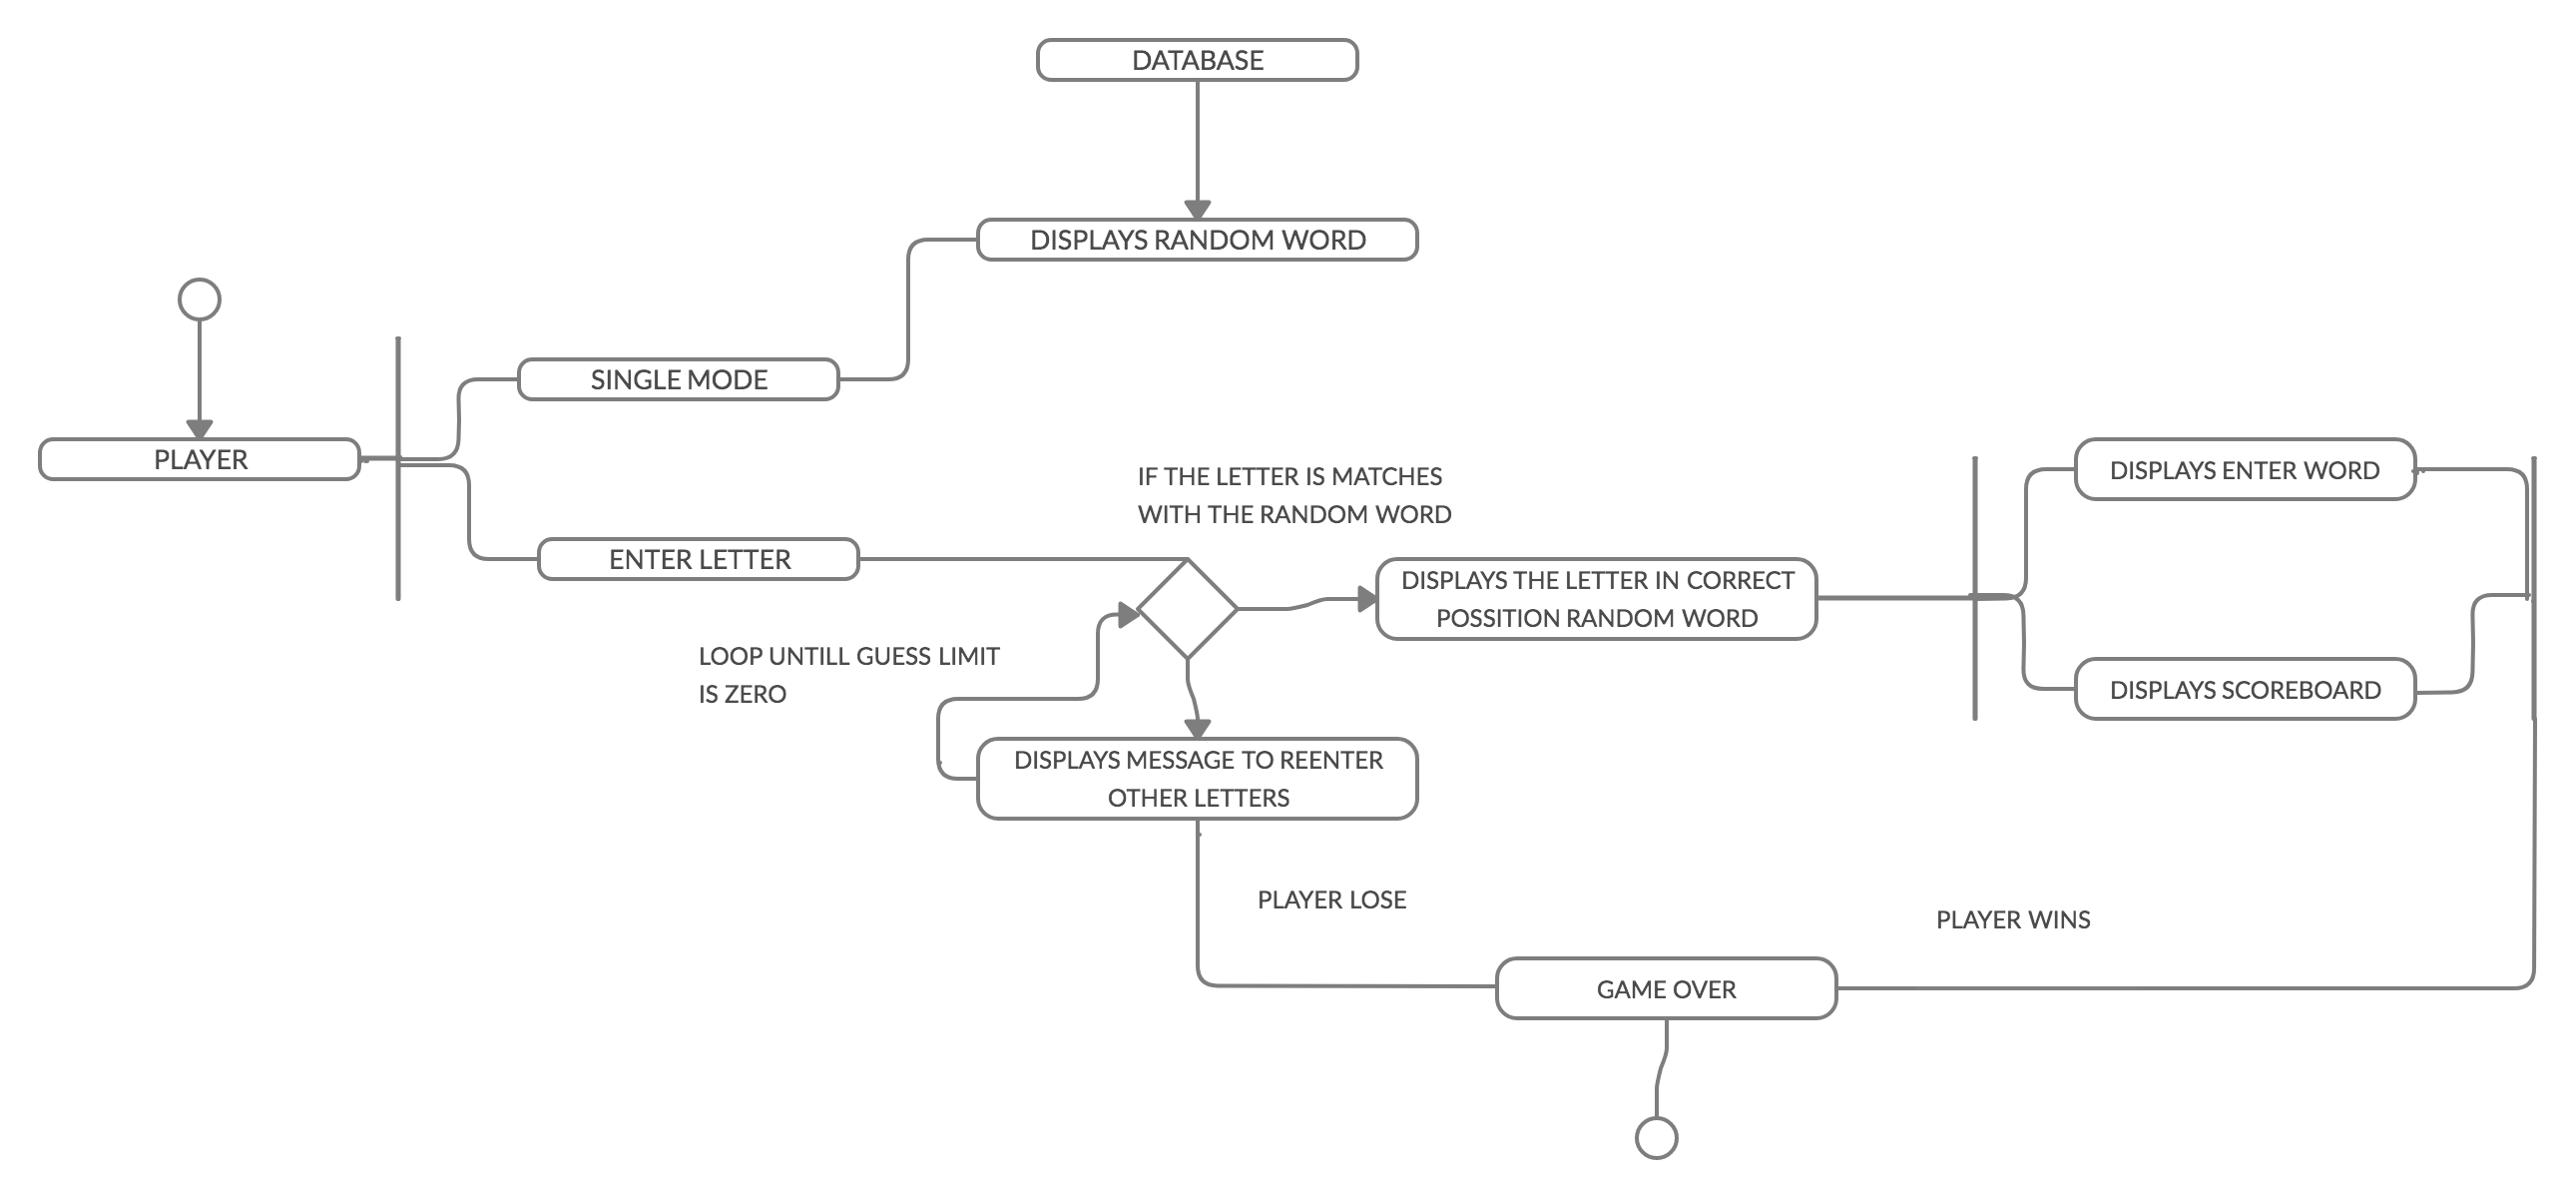 DATABASE
DISPLAYS RANDOM WORD
SINGLE MODE
PLAYER
ENTER LETTER
IF THE LETTER IS MATCHES
WITH THE RANDOM WORD
DISPLAYS THE LETTER IN CORRECT
POSSITION RANDOM WORD
DISPLAYS ENTER WORD
DISPLAYS SCOREBOARD
LOOP UNTILL GUESS LIMIT
IS ZERO
DISPLAYS MESSAGE TO REENTER
OTHER LETTERS
PLAYER LOSE
PLAYER WINS
GAME OVER